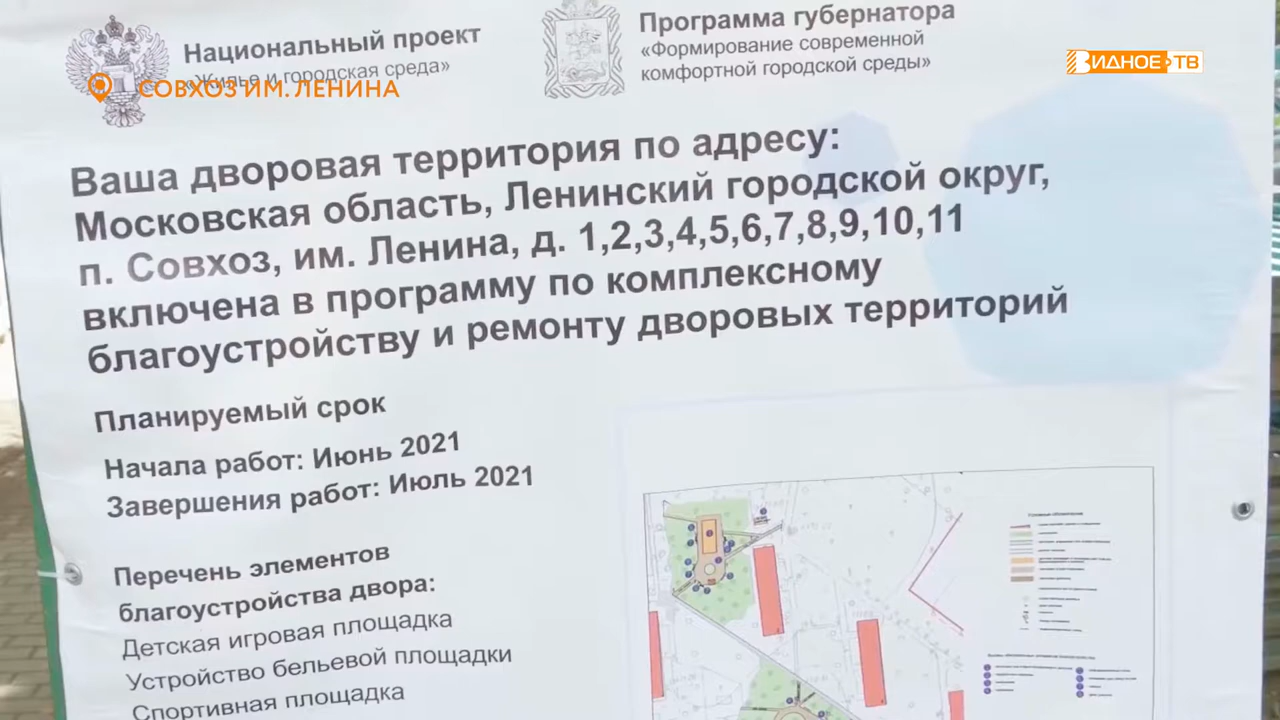 Национальный проект
«Жилье и городская среда»
СОВХОЗ ИМ. ЛЕНИНА
Программа губернатора
«Формирование современной
комфортной городской среды»
ВИДНОЕ ТВ
Ваша дворовая территория по адресу:
Московская область, Ленинский городской округ,
п. Совхоз, им. Ленина, д. 1,2,3,4,5,6,7,8,9,10,11
включена в программу по комплексному
благоустройству и ремонту дворовых территорий
Планируемый срок
Начала работ: Июнь 2021
Завершения работ: Июль 2021
Перечень элементов
благоустройства двора:
Детская игровая площадка
Устройство бельевой площадки
Спортивная площадка